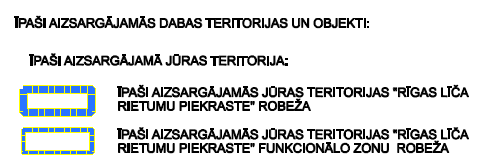 ĪPAŠI AIZSARGĀJAMĀS DABAS TERITORIJAS UN OBJEKTI:
ĪPAŠI AIZSARGĀJAMĀ JŪRAS TERITORIJA:
ĪPAŠI AIZSARGĀJAMĀS JŪRAS TERITORIJAS "RĪGAS LĪČA
RIETUMU PIEKRASTE" ROBEŽA
ĪPAŠI AIZSARGĀJAMĀS JŪRAS TERITORIJAS "RĪGAS LĪČA
RIETUMU PIEKRASTE" FUNKCIONĀLO ZONU ROBEŽA